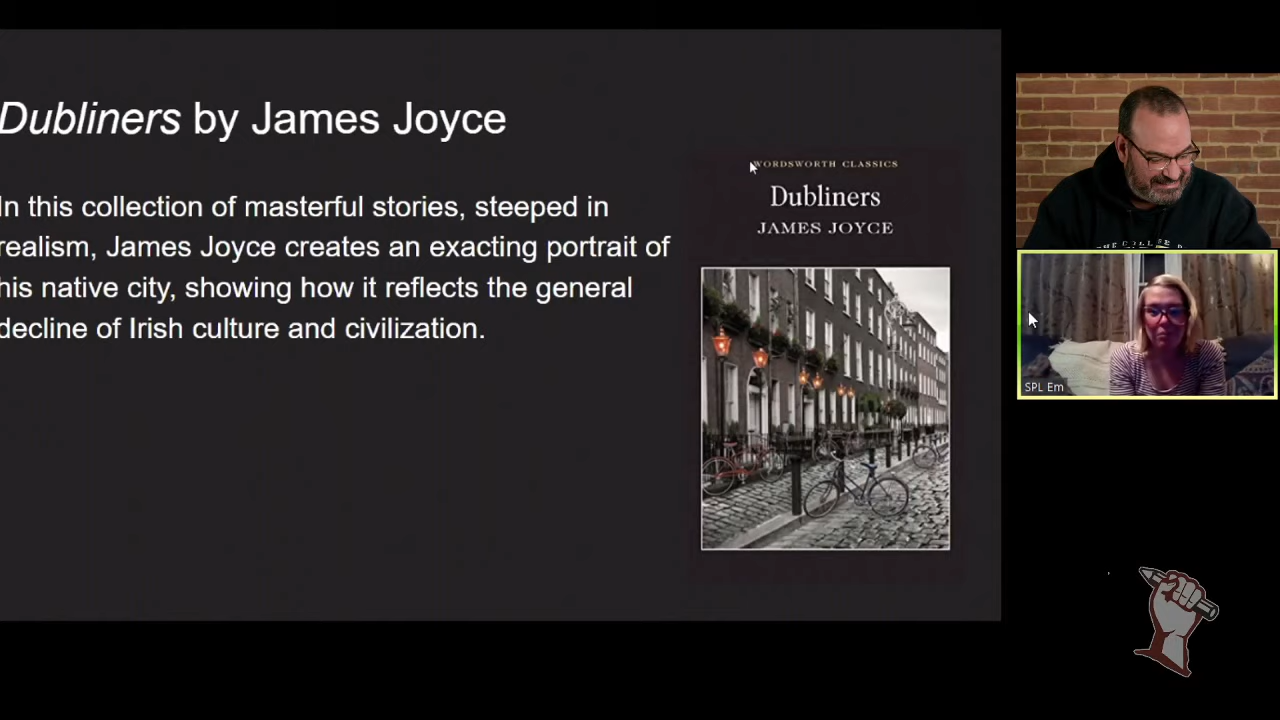 Dubliners by James Joyce
In this collection of masterful stories, steeped in
realism, James Joyce creates an exacting portrait of
his native city, showing how it reflects the general
decline of Irish culture and civilization.
WORDSWORTH CLASSICS
Dubliners
JAMES JOYCE
THE COLLEGE
SPL Em